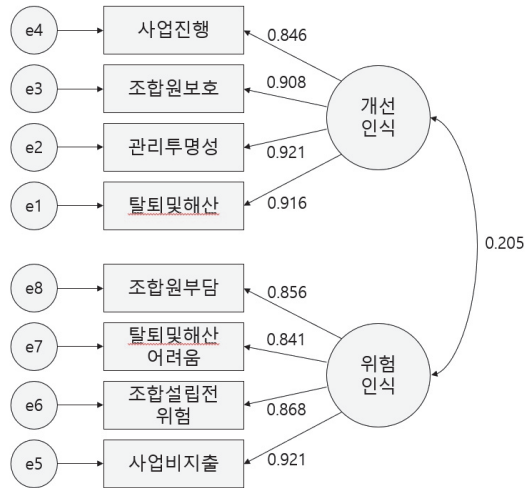 e4
사업진행
0.846
e3
조합원보호
0.908
개선
인식
e2
관리투명성
0.921
e1
탈퇴및해산
0.916
0.205
e8
조합원부담
0.856
e7
탈퇴및해산
어려움
0.841
위험
인식
e6
조합설립전
위험
0.868
e5
사업비지출
0.921